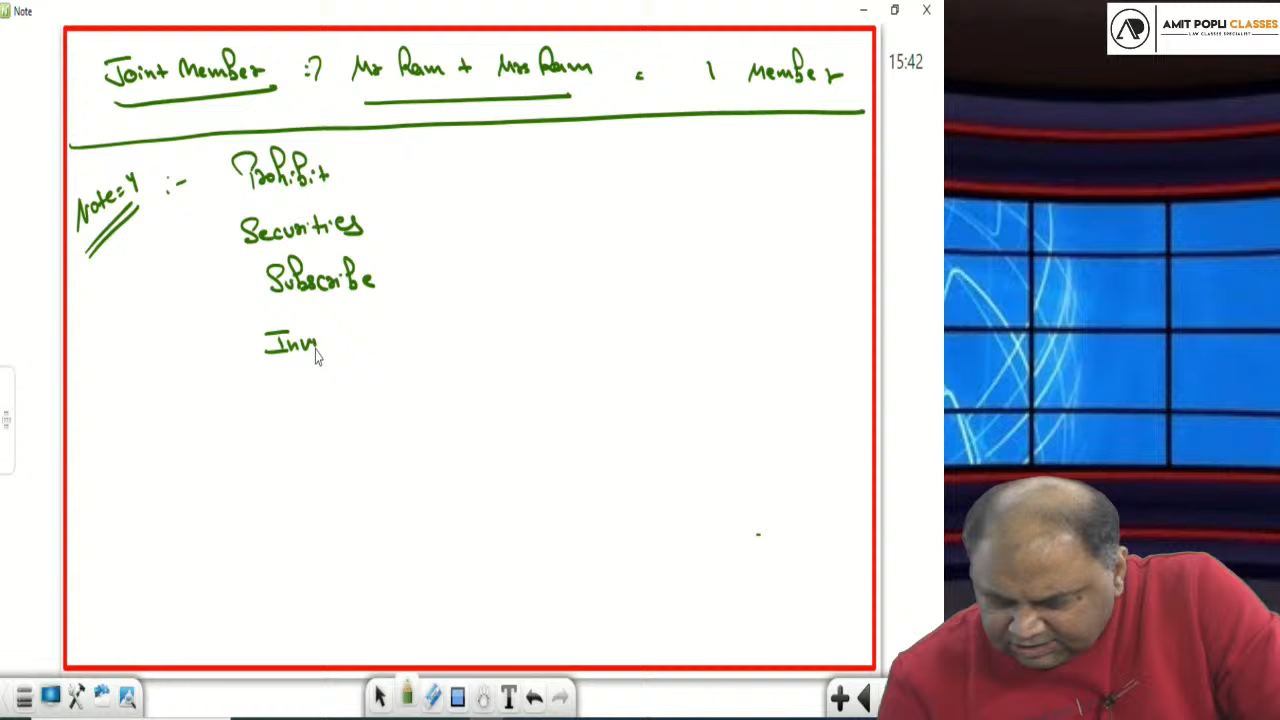 Note
AMIT POPLI CLASSES
LAW CLASSES SPECIALIST
15:42
Joint Member :⇒ Mr Ram + Mrs Ram = 1 Member
Note=4 :- Prohibit
Securities
Subscribe
Inv